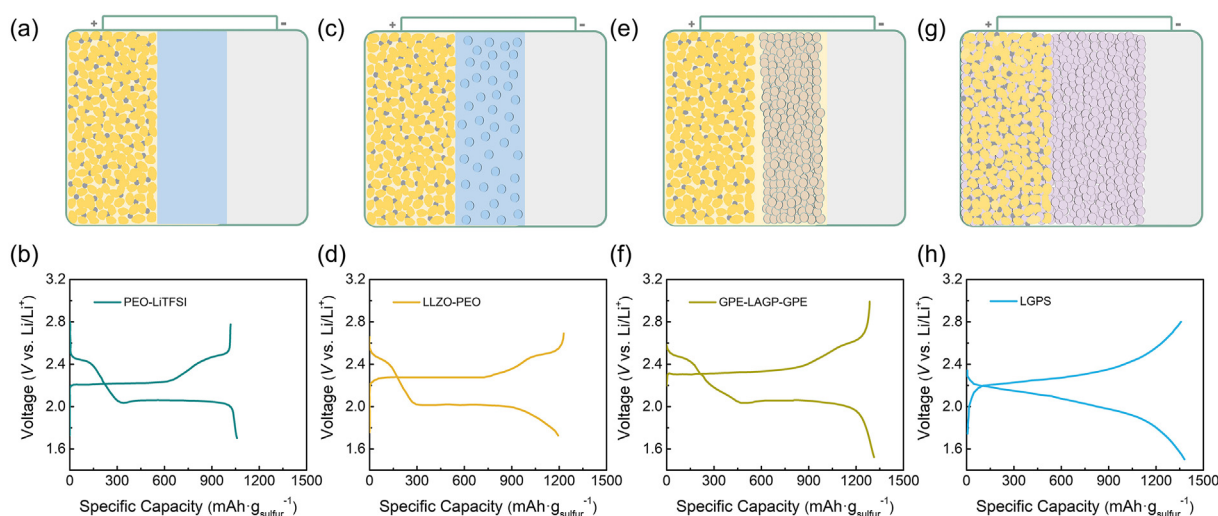 (a)
+ -
(c)
+ -
(e)
+ -
(g)
+ -
(b)
3.2
2.8
2.4
2.0
1.6
Voltage (V vs. Li/Li⁺)
PEO-LiTFSI
0 300 600 900 1200 1500
Specific Capacity (mAh·g_sulfur⁻¹)
(d)
3.2
2.8
2.4
2.0
1.6
Voltage (V vs. Li/Li⁺)
LLZO-PEO
0 300 600 900 1200 1500
Specific Capacity (mAh·g_sulfur⁻¹)
(f)
3.2
2.8
2.4
2.0
1.6
Voltage (V vs. Li/Li⁺)
GPE-LAGP-GPE
0 300 600 900 1200 1500
Specific Capacity (mAh·g_sulfur⁻¹)
(h)
3.2
2.8
2.4
2.0
1.6
Voltage (V vs. Li/Li⁺)
LGPS
0 300 600 900 1200 1500
Specific Capacity (mAh·g_sulfur⁻¹)